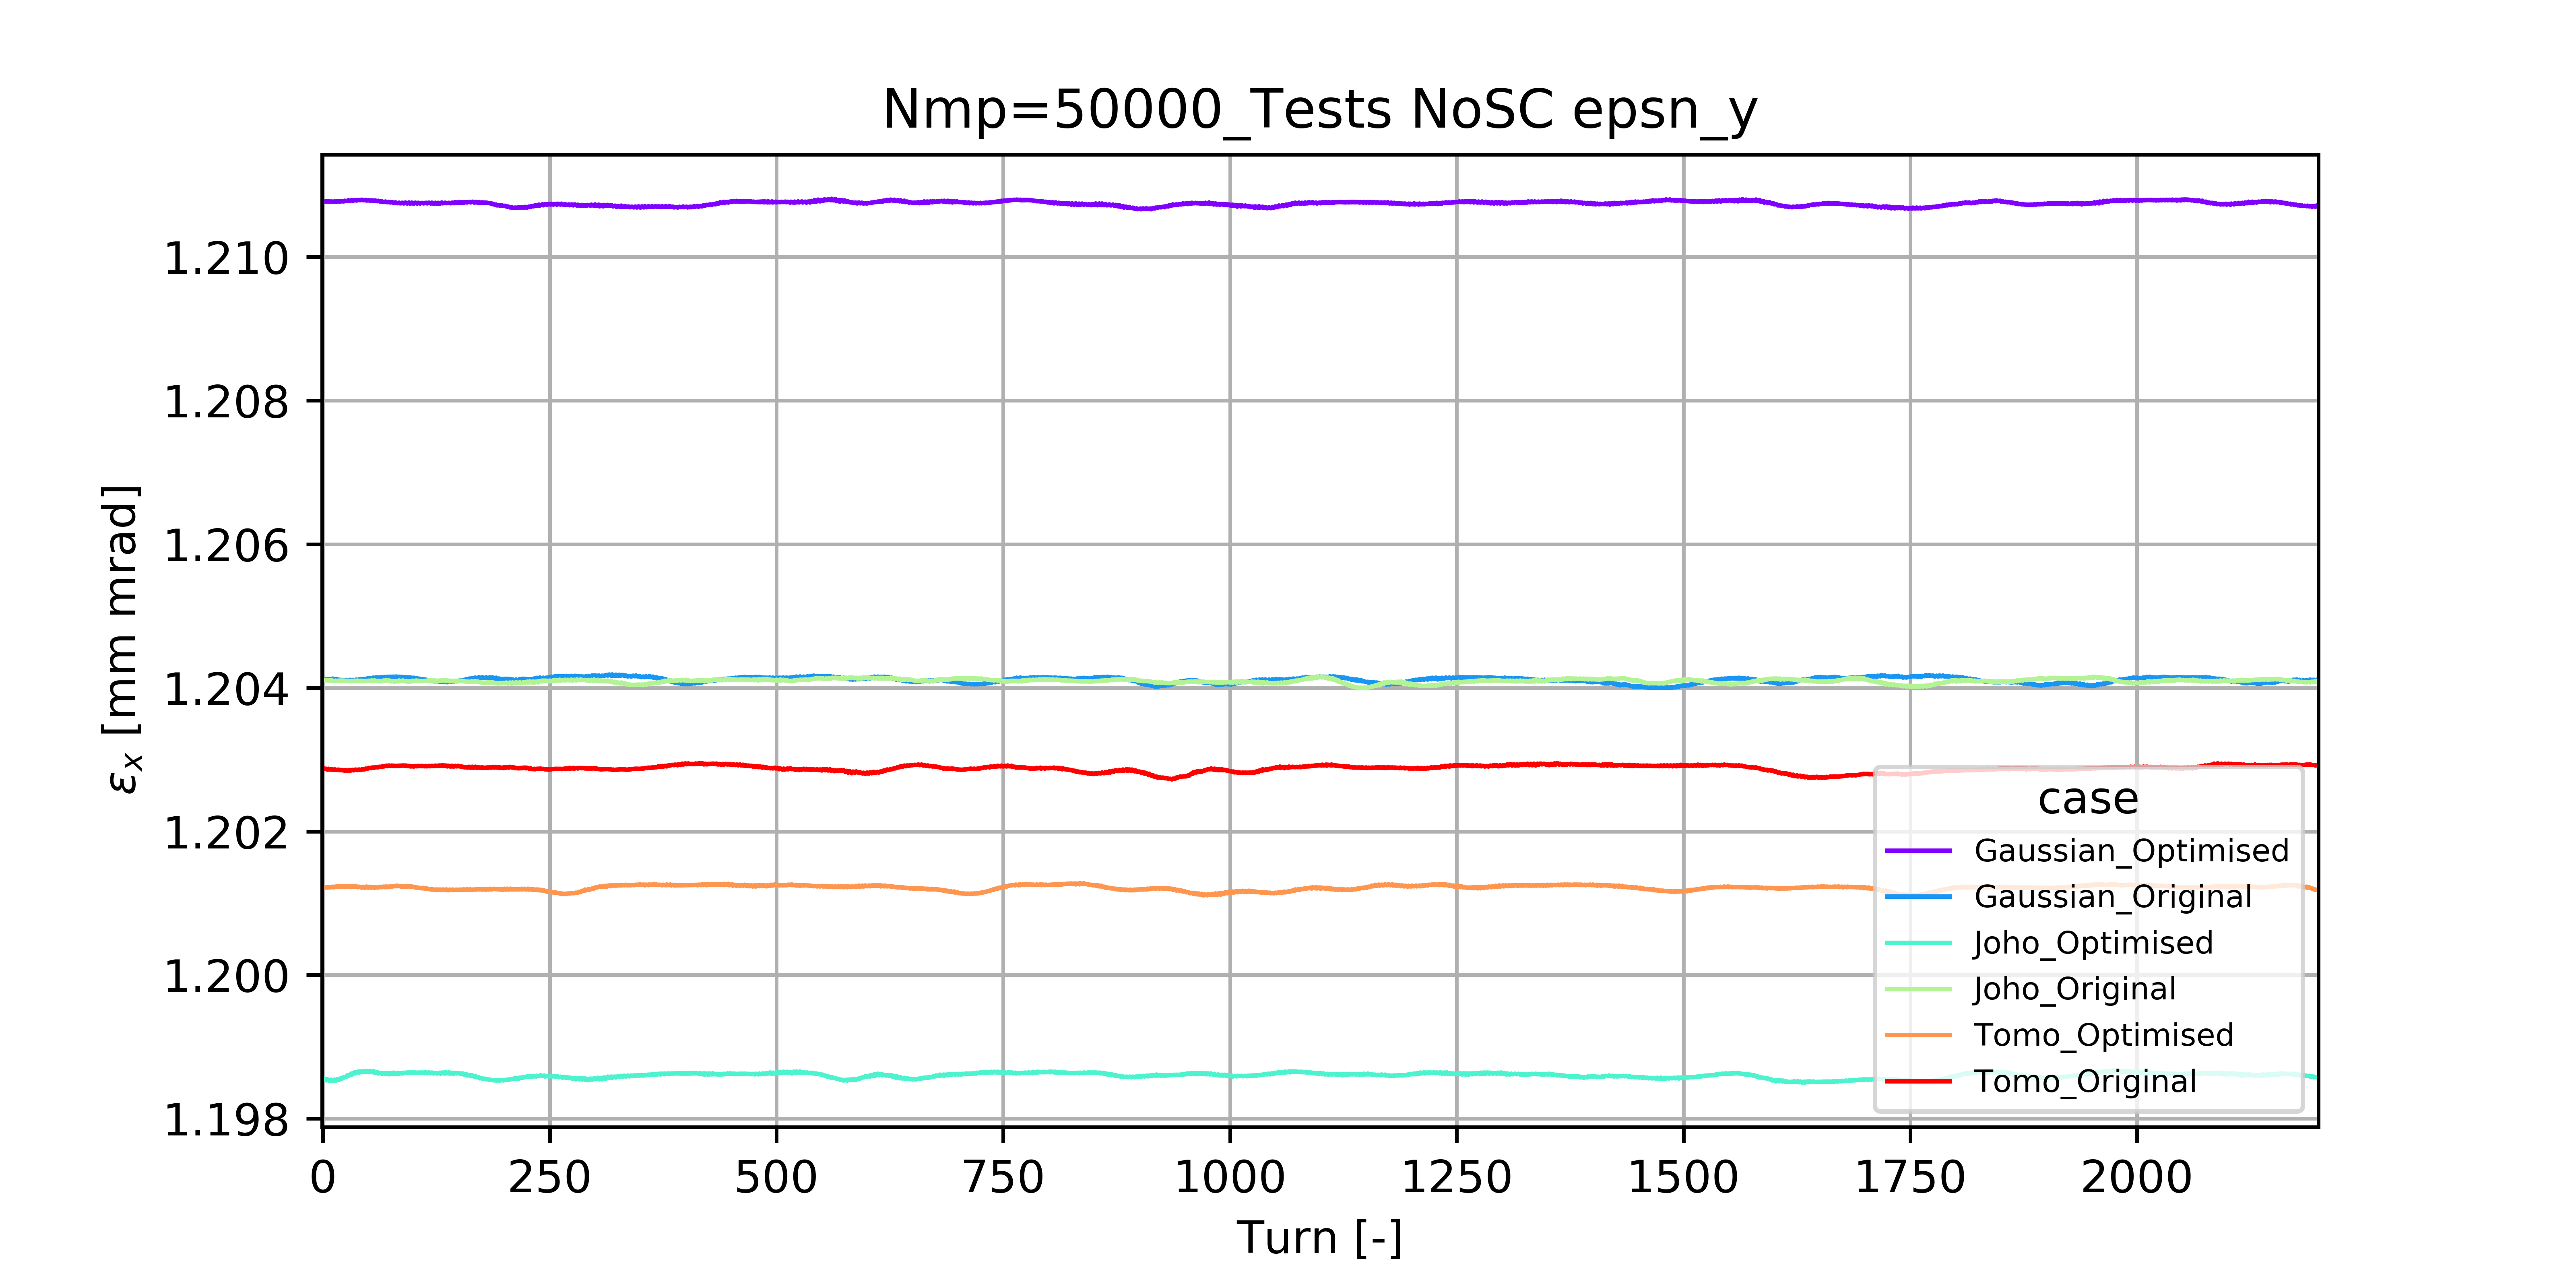 Nmp=50000_Tests NoSC epsn_y
εx [mm mrad]
1.210
1.208
1.206
1.204
1.202
1.200
1.198
0 250 500 750 1000 1250 1500 1750 2000
Turn [-]
case
Gaussian_Optimised
Gaussian_Original
Joho_Optimised
Joho_Original
Tomo_Optimised
Tomo_Original